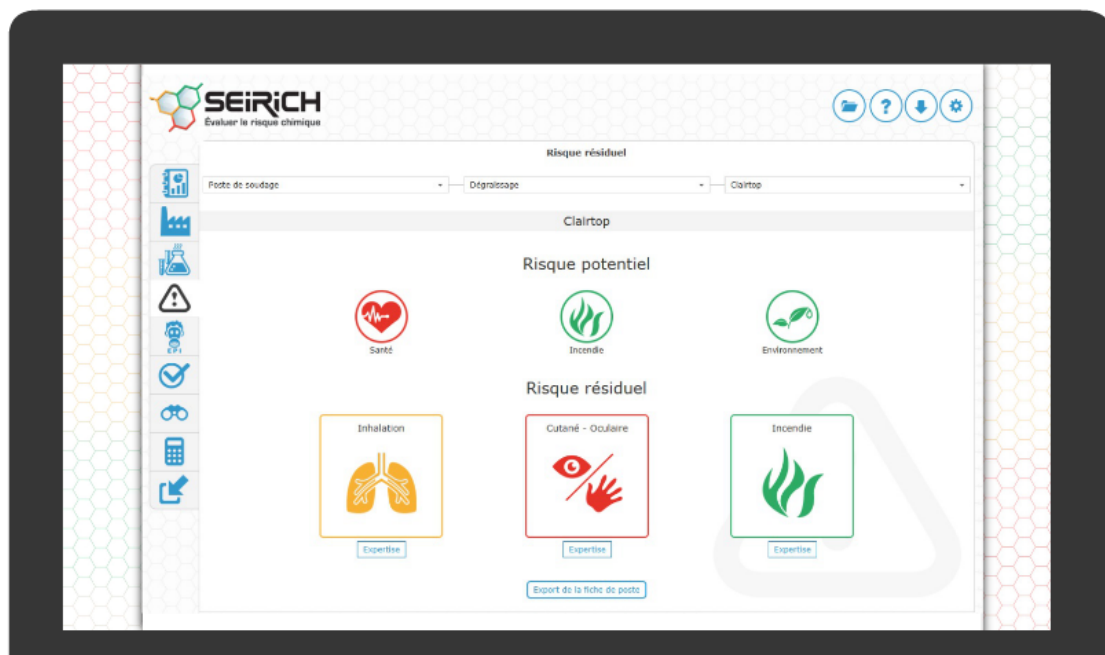 SEiRiCH
Évaluer le risque chimique
?
Risque résiduel
Poste de soudage
Dégraissage
Clairtop
Clairtop
Risque potentiel
Santé
Incendie
Environnement
E.P.I
Risque résiduel
Inhalation
Cutané - Oculaire
Incendie
Expertise
Expertise
Expertise
Export de la fiche de poste